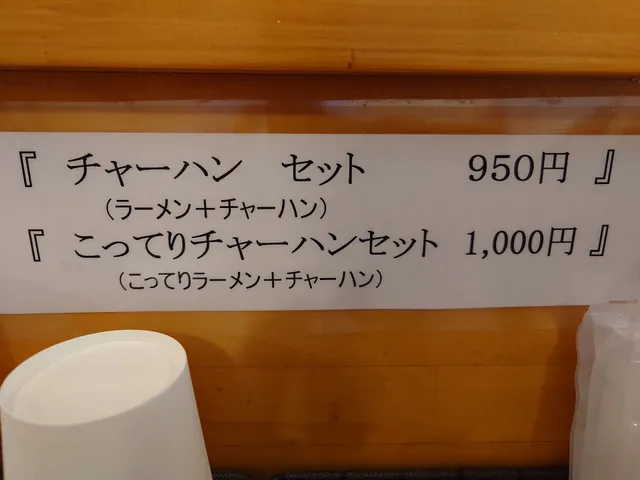 『 チャーハン　セット　950円 』
（ラーメン＋チャーハン）
『 こってりチャーハンセット 1,000円 』
（こってりラーメン＋チャーハン）